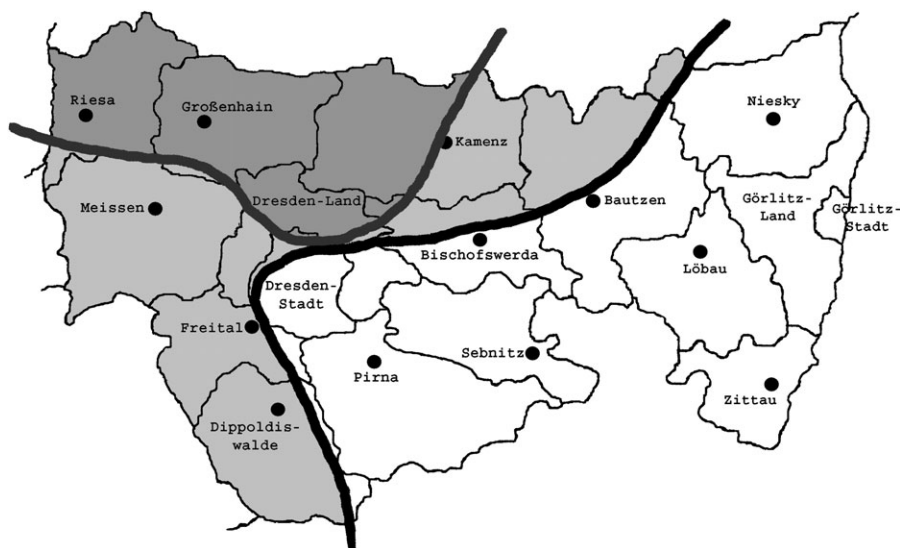 Riesa
Großenhain
Niesky
Kamenz
Meissen
Dresden-Land
Bautzen
Görlitz-
Land
Görlitz-
Stadt
Bischofswerda
Löbau
Dresden-
Stadt
Freital
Sebnitz
Pirna
Zittau
Dippoldis-
walde